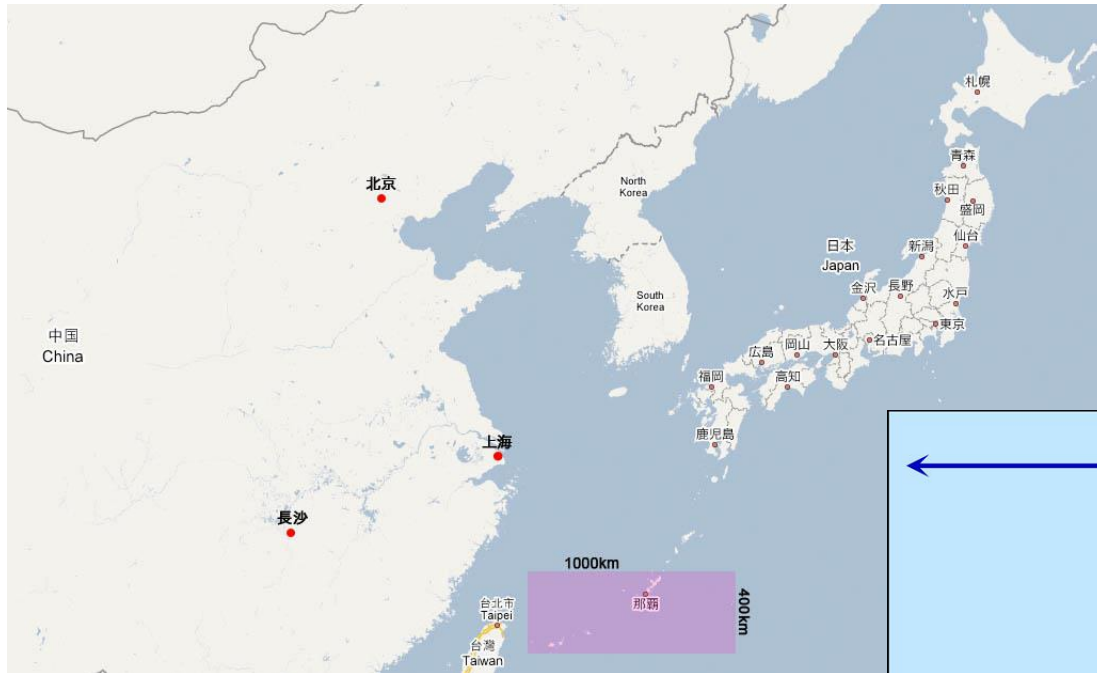 札幌
青森
北京
秋田
盛岡
North
Korea
仙台
日本
Japan
新潟
金沢
長野
水戸
South
Korea
中国
China
東京
名古屋
広島
岡山
大阪
福岡
高知
鹿児島
上海
長沙
1000km
那覇
400km
台北市
Taipei
台灣
Taiwan